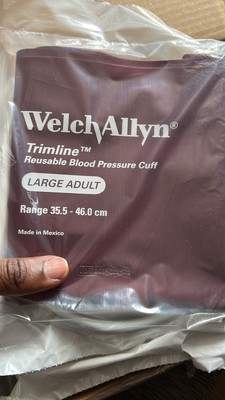 WelchAllyn®
Trimline™
Reusable Blood Pressure Cuff
LARGE ADULT
Range 35.5 - 46.0 cm
Made in Mexico